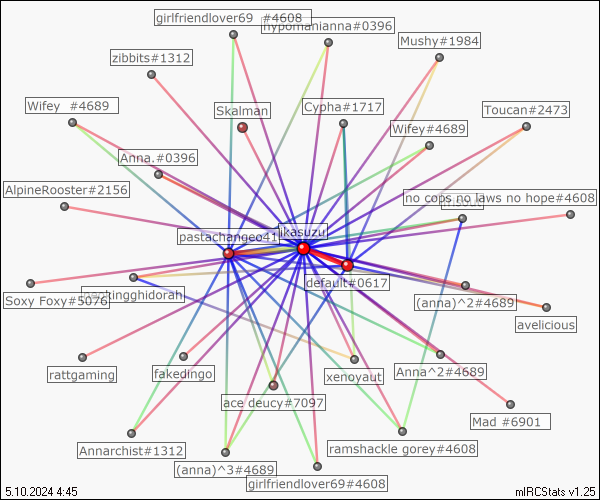 girlfriendlover69 #4608
hypomanianna#0396
Mushy#1984
zibbits#1312
Wifey #4689
Skalman
Cypha#1717
Toucan#2473
Wifey#4689
Anna.#0396
AlpineRooster#2156
no cops no laws no hope#4608
pastachangeo41
ikasuzu
default#0617
Soxy Foxy#5076
hackingghidorah
(anna)^2#4689
avelicious
rattgaming
fakedingo
xenoyaut
Anna^2#4689
ace deucy#7097
Mad #6901
Annarchist#1312
ramshackle gorey#4608
(anna)^3#4689
girlfriendlover69#4608
5.10.2024 4:45
mIRCStats v1.25